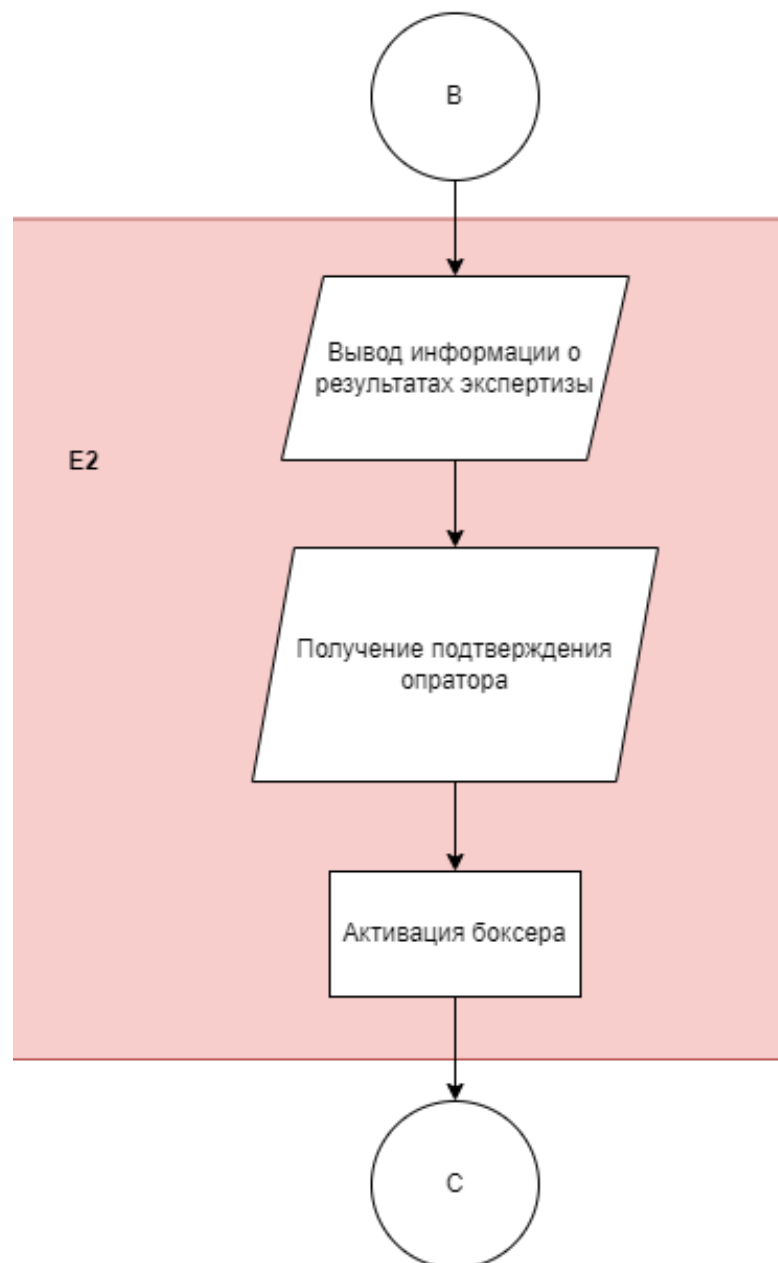 B
Вывод информации о
результатах экспертизы
E2
Получение подтверждения
опратора
Активация боксера
C